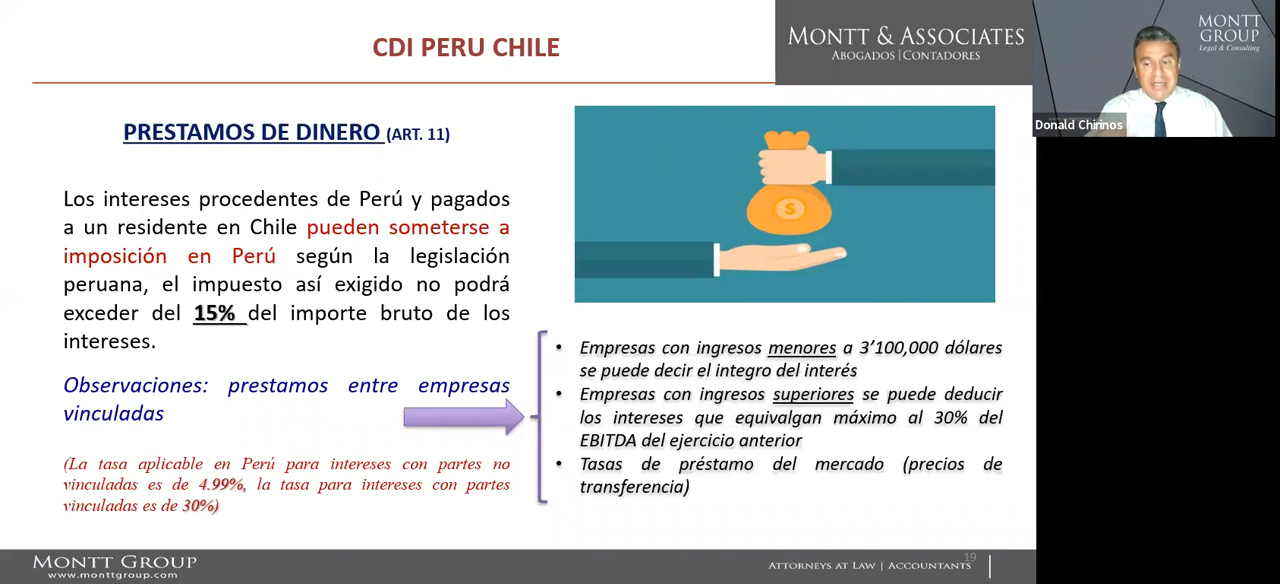 CDI PERU CHILE
MONTT & ASSOCIATES
ABOGADOS | CONTADORES
MONTT
GROUP
Legal & Consulting
Donald Chirinos
PRESTAMOS DE DINERO (ART. 11)
Los intereses procedentes de Perú y pagados
a un residente en Chile pueden someterse a
imposición en Perú según la legislación
peruana, el impuesto así exigido no podrá
exceder del 15% del importe bruto de los
intereses.
Observaciones: prestamos entre empresas
vinculadas
(La tasa aplicable en Perú para intereses con partes no
vinculadas es de 4.99%, la tasa para intereses con partes
vinculadas es de 30%)
$
• Empresas con ingresos menores a 3’100,000 dólares
se puede decir el integro del interés
• Empresas con ingresos superiores se puede deducir
los intereses que equivalgan máximo al 30% del
EBITDA del ejercicio anterior
• Tasas de préstamo del mercado (precios de
transferencia)
MONTT GROUP
www.monttgroup.com
ATTORNEYS AT LAW | ACCOUNTANTS
19